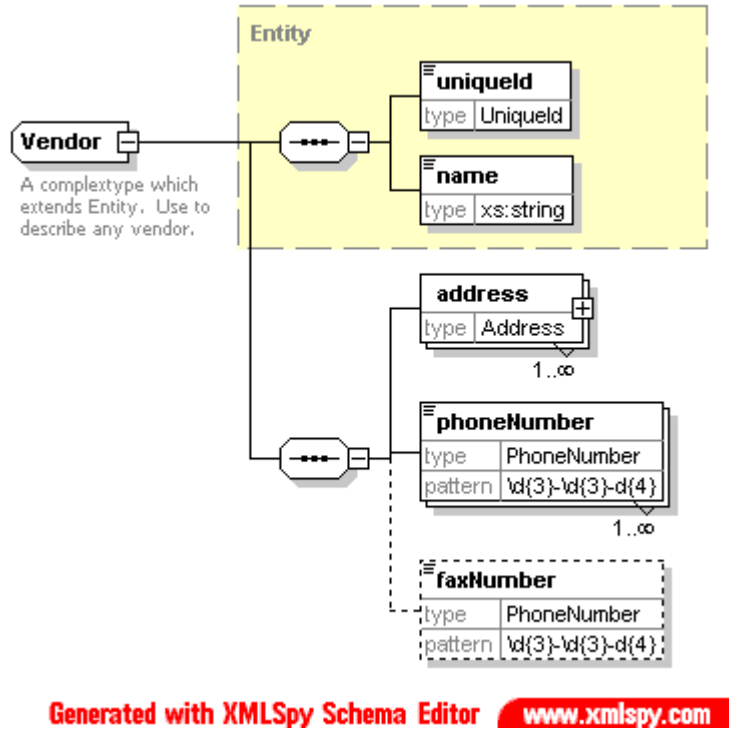 Entity
uniqueId
type UniqueId
Vendor
name
type xs:string
A complextype which
extends Entity. Use to
describe any vendor.
address
type Address
1..∞
phoneNumber
type PhoneNumber
pattern \d{3}-\d{3}-d{4}
1..∞
faxNumber
type PhoneNumber
pattern \d{3}-\d{3}-d{4}
Generated with XMLSpy Schema Editor www.xmlspy.com